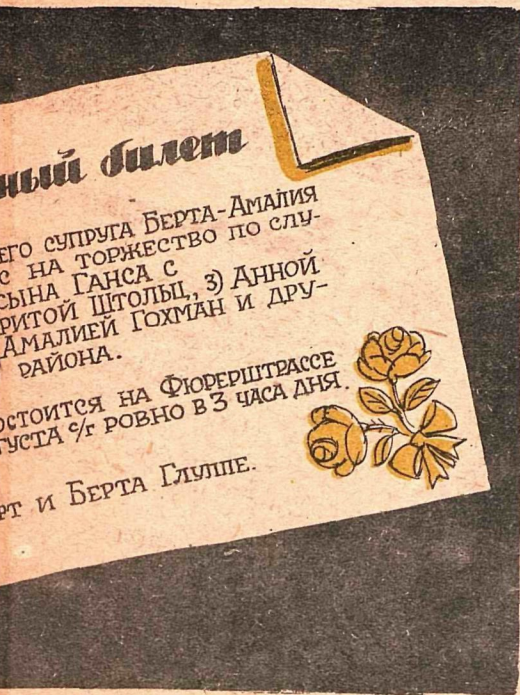 ный билет
его супруга Берта-Амалия
с на торжество по слу-
сына Ганса с
ритой Штольц, 3) Анной
Амалией Гохман и дру-
района.
остоится на Фюрерштрассе
густа с/г ровно в 3 часа дня.
рт и Берта Глуппе.